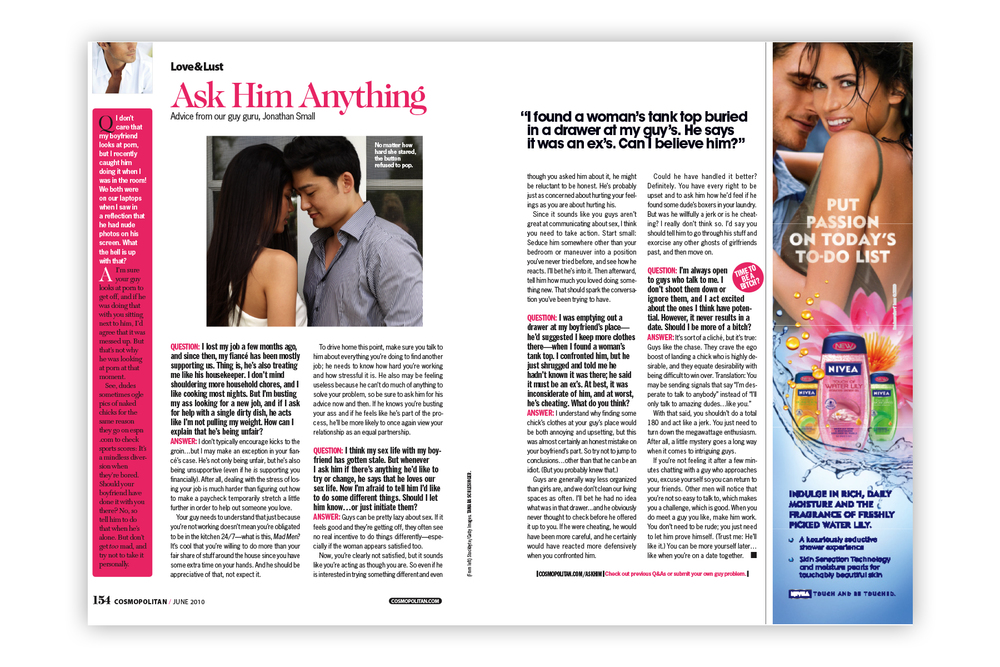 Love&Lust
Ask Him Anything
Advice from our guy guru, Jonathan Small
Q I don't
care that
my boyfriend
looks at porn,
but I recently
caught him
doing it when I
was in the room!
We both were
on our laptops
when I saw in
a reflection that
he had nude
photos on his
screen. What
the hell is up
with that?
A I'm sure
your guy
looks at porn to
get off, and if he
was doing that
with you sitting
next to him, I'd
agree that it was
messed up. But
that's not why
he was looking
at porn at that
moment.
See, dudes
sometimes ogle
pics of naked
chicks for the
same reason
they go on espn
.com to check
sports scores: It's
a mindless diver-
sion when
they're bored.
Should your
boyfriend have
done it with you
there? No, so
tell him to do
that when he's
alone. But don't
get too mad, and
try not to take it
personally.
No matter how
hard she stared,
the button
refused to pop.
QUESTION: I lost my job a few months ago,
and since then, my fiancé has been mostly
supporting us. Thing is, he's also treating
me like his housekeeper. I don't mind
shouldering more household chores, and I
like cooking most nights. But I'm busting
my ass looking for a new job, and if I ask
for help with a single dirty dish, he acts
like I'm not pulling my weight. How can I
explain that he's being unfair?
ANSWER: I don't typically encourage kicks to the
groin...but I may make an exception in your fian-
cé's case. He's not only being unfair, but he's also
being unsupportive (even if he is supporting you
financially). After all, dealing with the stress of los-
ing your job is much harder than figuring out how
to make a paycheck temporarily stretch a little
further in order to help out someone you love.
Your guy needs to understand that just because
you're not working doesn't mean you're obligated
to be in the kitchen 24/7—what is this, Mad Men?
It's cool that you're willing to do more than your
fair share of stuff around the house since you have
some extra time on your hands. And he should be
appreciative of that, not expect it.
To drive home this point, make sure you talk to
him about everything you're doing to find another
job; he needs to know how hard you're working
and how stressful it is. He also may be feeling
useless because he can't do much of anything to
solve your problem, so be sure to ask him for his
advice now and then. If he knows you're busting
your ass and if he feels like he's part of the pro-
cess, he'll be more likely to once again view your
relationship as an equal partnership.
QUESTION: I think my sex life with my boy-
friend has gotten stale. But whenever
I ask him if there's anything he'd like to
try or change, he says that he loves our
sex life. Now I'm afraid to tell him I'd like
to do some different things. Should I let
him know...or just initiate them?
ANSWER: Guys can be pretty lazy about sex. If it
feels good and they're getting off, they often see
no real incentive to do things differently—espe-
cially if the woman appears satisfied too.
Now, you're clearly not satisfied, but it sounds
like you're acting as though you are. So even if he
is interested in trying something different and even
"I found a woman's tank top buried
in a drawer at my guy's. He says
it was an ex's. Can I believe him?"
though you asked him about it, he might
be reluctant to be honest. He's probably
just as concerned about hurting your feel-
ings as you are about hurting his.
Since it sounds like you guys aren't
great at communicating about sex, I think
you need to take action. Start small:
Seduce him somewhere other than your
bedroom or maneuver into a position
you've never tried before, and see how he
reacts. I'll bet he's into it. Then afterward,
tell him how much you loved doing some-
thing new. That should spark the conversa-
tion you've been trying to have.
QUESTION: I was emptying out a
drawer at my boyfriend's place—
he'd suggested I keep more clothes
there—when I found a woman's
tank top. I confronted him, but he
just shrugged and told me he
hadn't known it was there; he said
it must be an ex's. At best, it was
inconsiderate of him, and at worst,
he's cheating. What do you think?
ANSWER: I understand why finding some
chick's clothes at your guy's place would
be both annoying and upsetting, but this
was almost certainly an honest mistake on
your boyfriend's part. So try not to jump to
conclusions...other than that he can be an
idiot. (But you probably knew that.)
Guys are generally way less organized
than girls are, and we don't clean our living
spaces as often. I'll bet he had no idea
what was in that drawer...and he obviously
never thought to check before he offered
it up to you. If he were cheating, he would
have been more careful, and he certainly
would have reacted more defensively
when you confronted him.
Could he have handled it better?
Definitely. You have every right to be
upset and to ask him how he'd feel if he
found some dude's boxers in your laundry.
But was he willfully a jerk or is he cheat-
ing? I really don't think so. I'd say you
should tell him to go through his stuff and
exorcise any other ghosts of girlfriends
past, and then move on.
QUESTION: I'm always open
to guys who talk to me. I
don't shoot them down or
ignore them, and I act excited
about the ones I think have poten-
tial. However, it never results in a
date. Should I be more of a bitch?
TIME TO
BE A
BITCH?
ANSWER: It's sort of a cliché, but it's true:
Guys like the chase. They crave the ego
boost of landing a chick who is highly de-
sirable, and they equate desirability with
being difficult to win over. Translation: You
may be sending signals that say "I'm des-
perate to talk to anybody" instead of "I'll
only talk to amazing dudes...like you."
With that said, you shouldn't do a total
180 and act like a jerk. You just need to
turn down the megawattage enthusiasm.
After all, a little mystery goes a long way
when it comes to intriguing guys.
If you're not feeling it after a few min-
utes chatting with a guy who approaches
you, excuse yourself so you can return to
your friends. Other men will notice that
you're not so easy to talk to, which makes
you a challenge, which is good. When you
do meet a guy you like, make him work.
You don't need to be rude; you just need
to let him prove himself. (Trust me: He'll
like it.) You can be more yourself later...
like when you're on a date together.
COSMOPOLITAN.COM/ASKHIM Check out previous Q&As or submit your own guy problem.
154 COSMOPOLITAN / JUNE 2010
COSMOPOLITAN.COM
PUT
PASSION
ON TODAY'S
TO-DO LIST
NEW
NIVEA
NIVEA
NIVEA
TOUCH OF
WATER LILY
INDULGE IN RICH, DAILY
MOISTURE AND THE
FRAGRANCE OF FRESHLY
PICKED WATER LILY.
A luxuriously seductive
shower experience
Skin Sensation Technology
and moisture pearls for
touchably beautiful skin
NIVEA TOUCH AND BE TOUCHED.